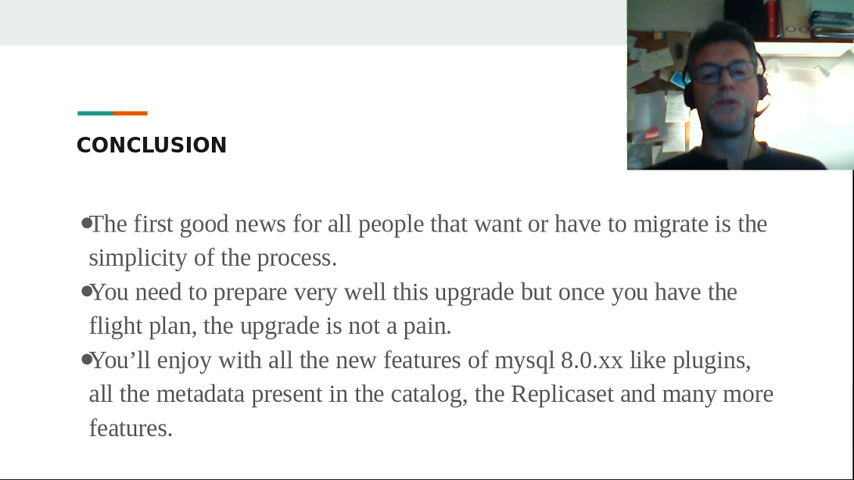 CONCLUSION
●The first good news for all people that want or have to migrate is the
simplicity of the process.
●You need to prepare very well this upgrade but once you have the
flight plan, the upgrade is not a pain.
●You’ll enjoy with all the new features of mysql 8.0.xx like plugins,
all the metadata present in the catalog, the Replicaset and many more
features.